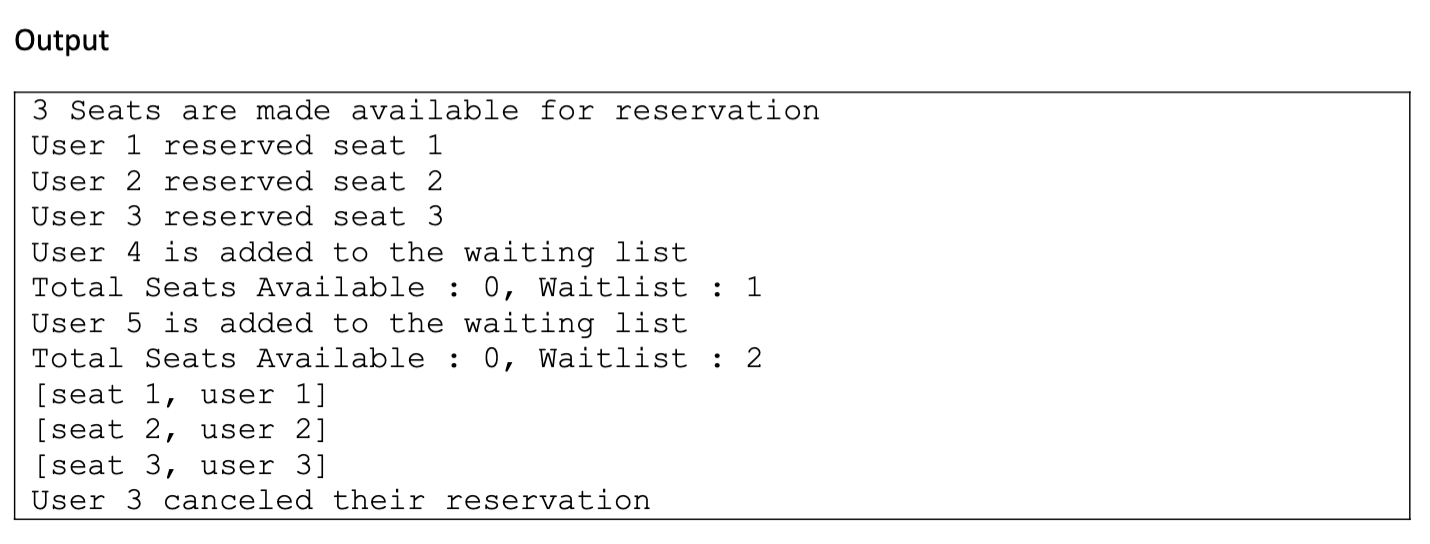 Output
3 Seats are made available for reservation
User 1 reserved seat 1
User 2 reserved seat 2
User 3 reserved seat 3
User 4 is added to the waiting list
Total Seats Available : 0, Waitlist : 1
User 5 is added to the waiting list
Total Seats Available : 0, Waitlist : 2
[seat 1, user 1]
[seat 2, user 2]
[seat 3, user 3]
User 3 canceled their reservation